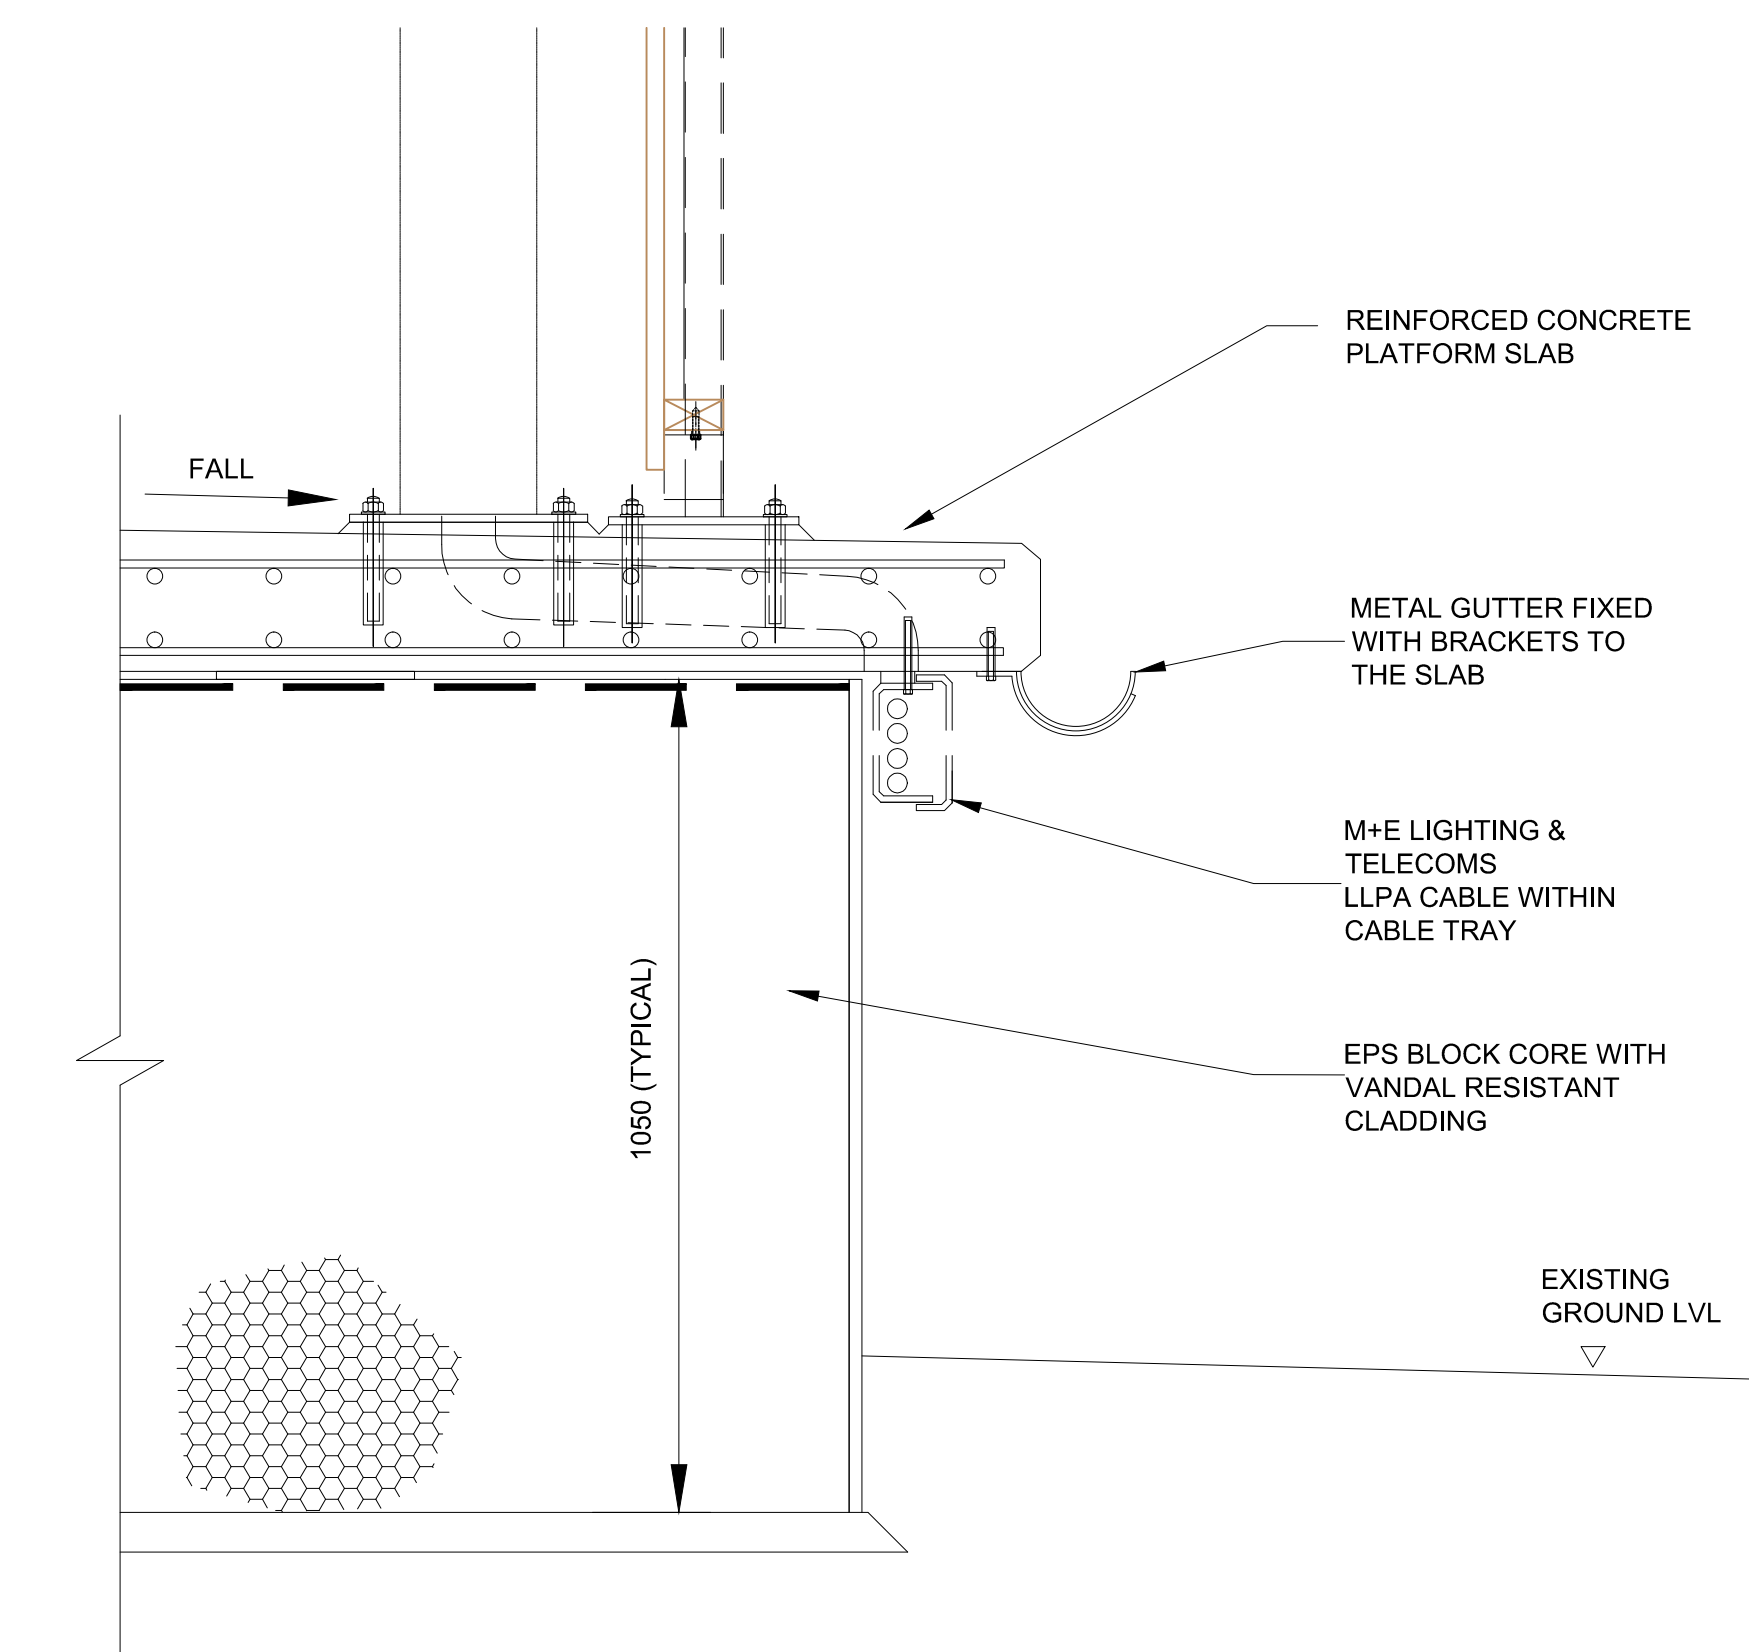 REINFORCED CONCRETE
PLATFORM SLAB
FALL
METAL GUTTER FIXED
WITH BRACKETS TO
THE SLAB
M+E LIGHTING &
TELECOMS
LLPA CABLE WITHIN
CABLE TRAY
1050 (TYPICAL)
EPS BLOCK CORE WITH
VANDAL RESISTANT
CLADDING
EXISTING
GROUND LVL